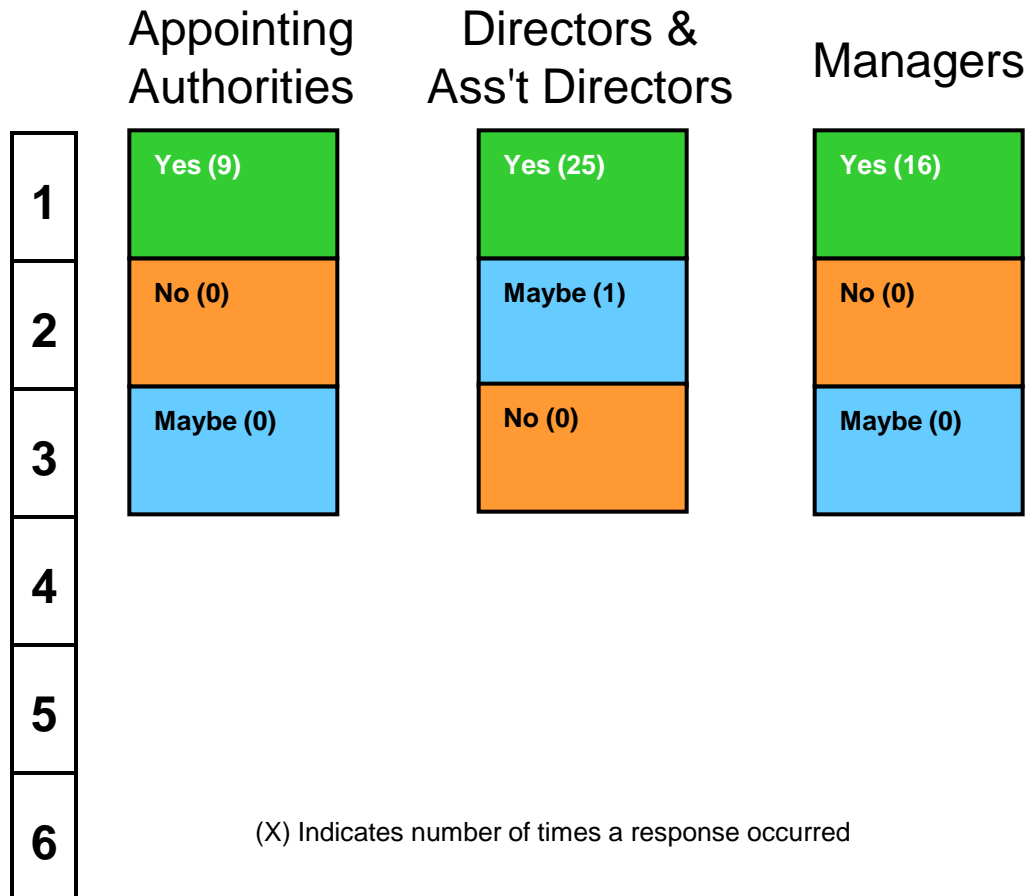 Appointing
Authorities
Directors &
Ass't Directors
Managers
1
Yes (9)
Yes (25)
Yes (16)
2
No (0)
Maybe (1)
No (0)
3
Maybe (0)
No (0)
Maybe (0)
4
5
6
(X) Indicates number of times a response occurred